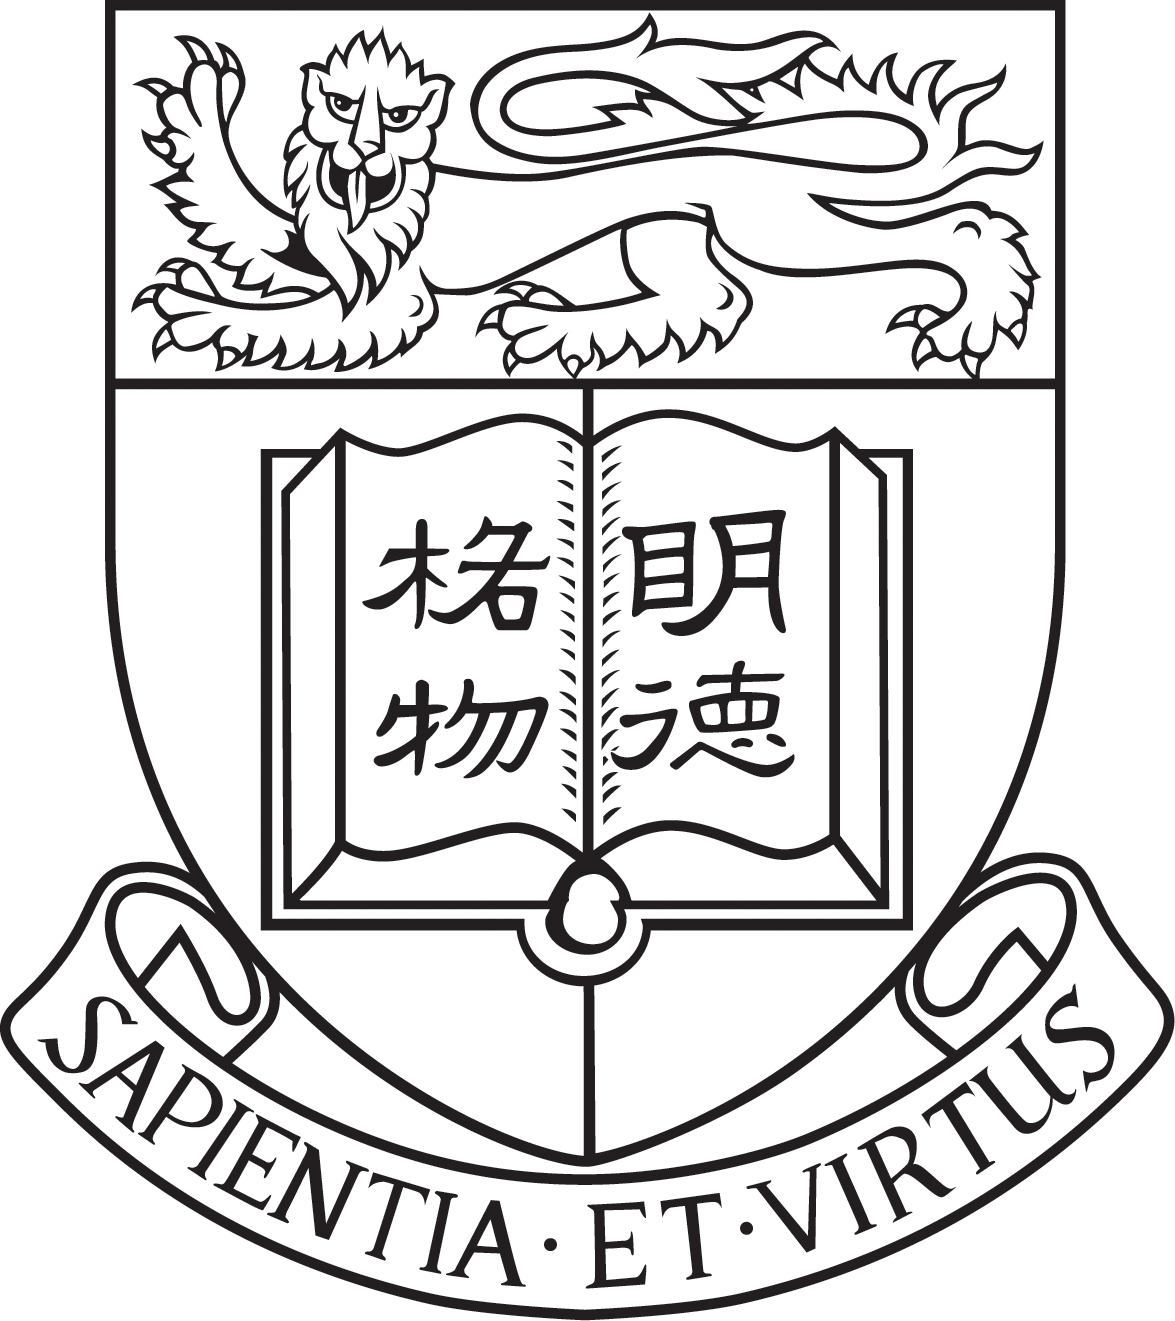 明德
格物
SAPIENTIA · ET · VIRTUS